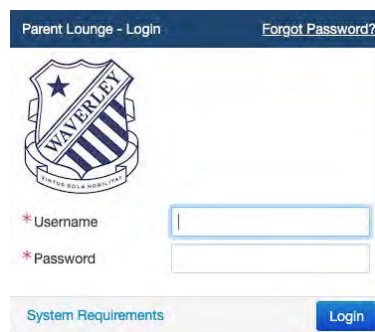 Parent Lounge - Login
Forgot Password?
WAVERLEY
VIRTUS SOLA NOBILITAT
*Username
*Password
System Requirements
Login